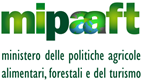 mipaaft
ministero delle politiche agricole
alimentari, forestali e del turismo